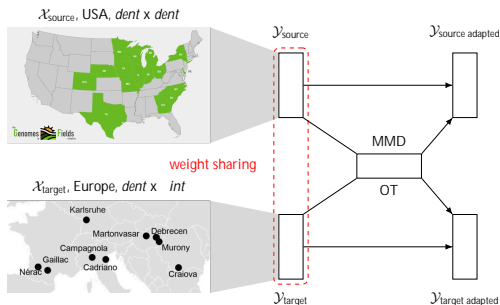 𝒳source, USA, dent x dent
𝒴source
𝒴source adapted
The
Genomes Fields
MMD
weight sharing
OT
𝒳target, Europe, dent x int
Karlsruhe
Martonvasar
Debrecen
Campagnola
Murony
Gaillac
Nérac
Cadriano
Craiova
𝒴target
𝒴target adapted